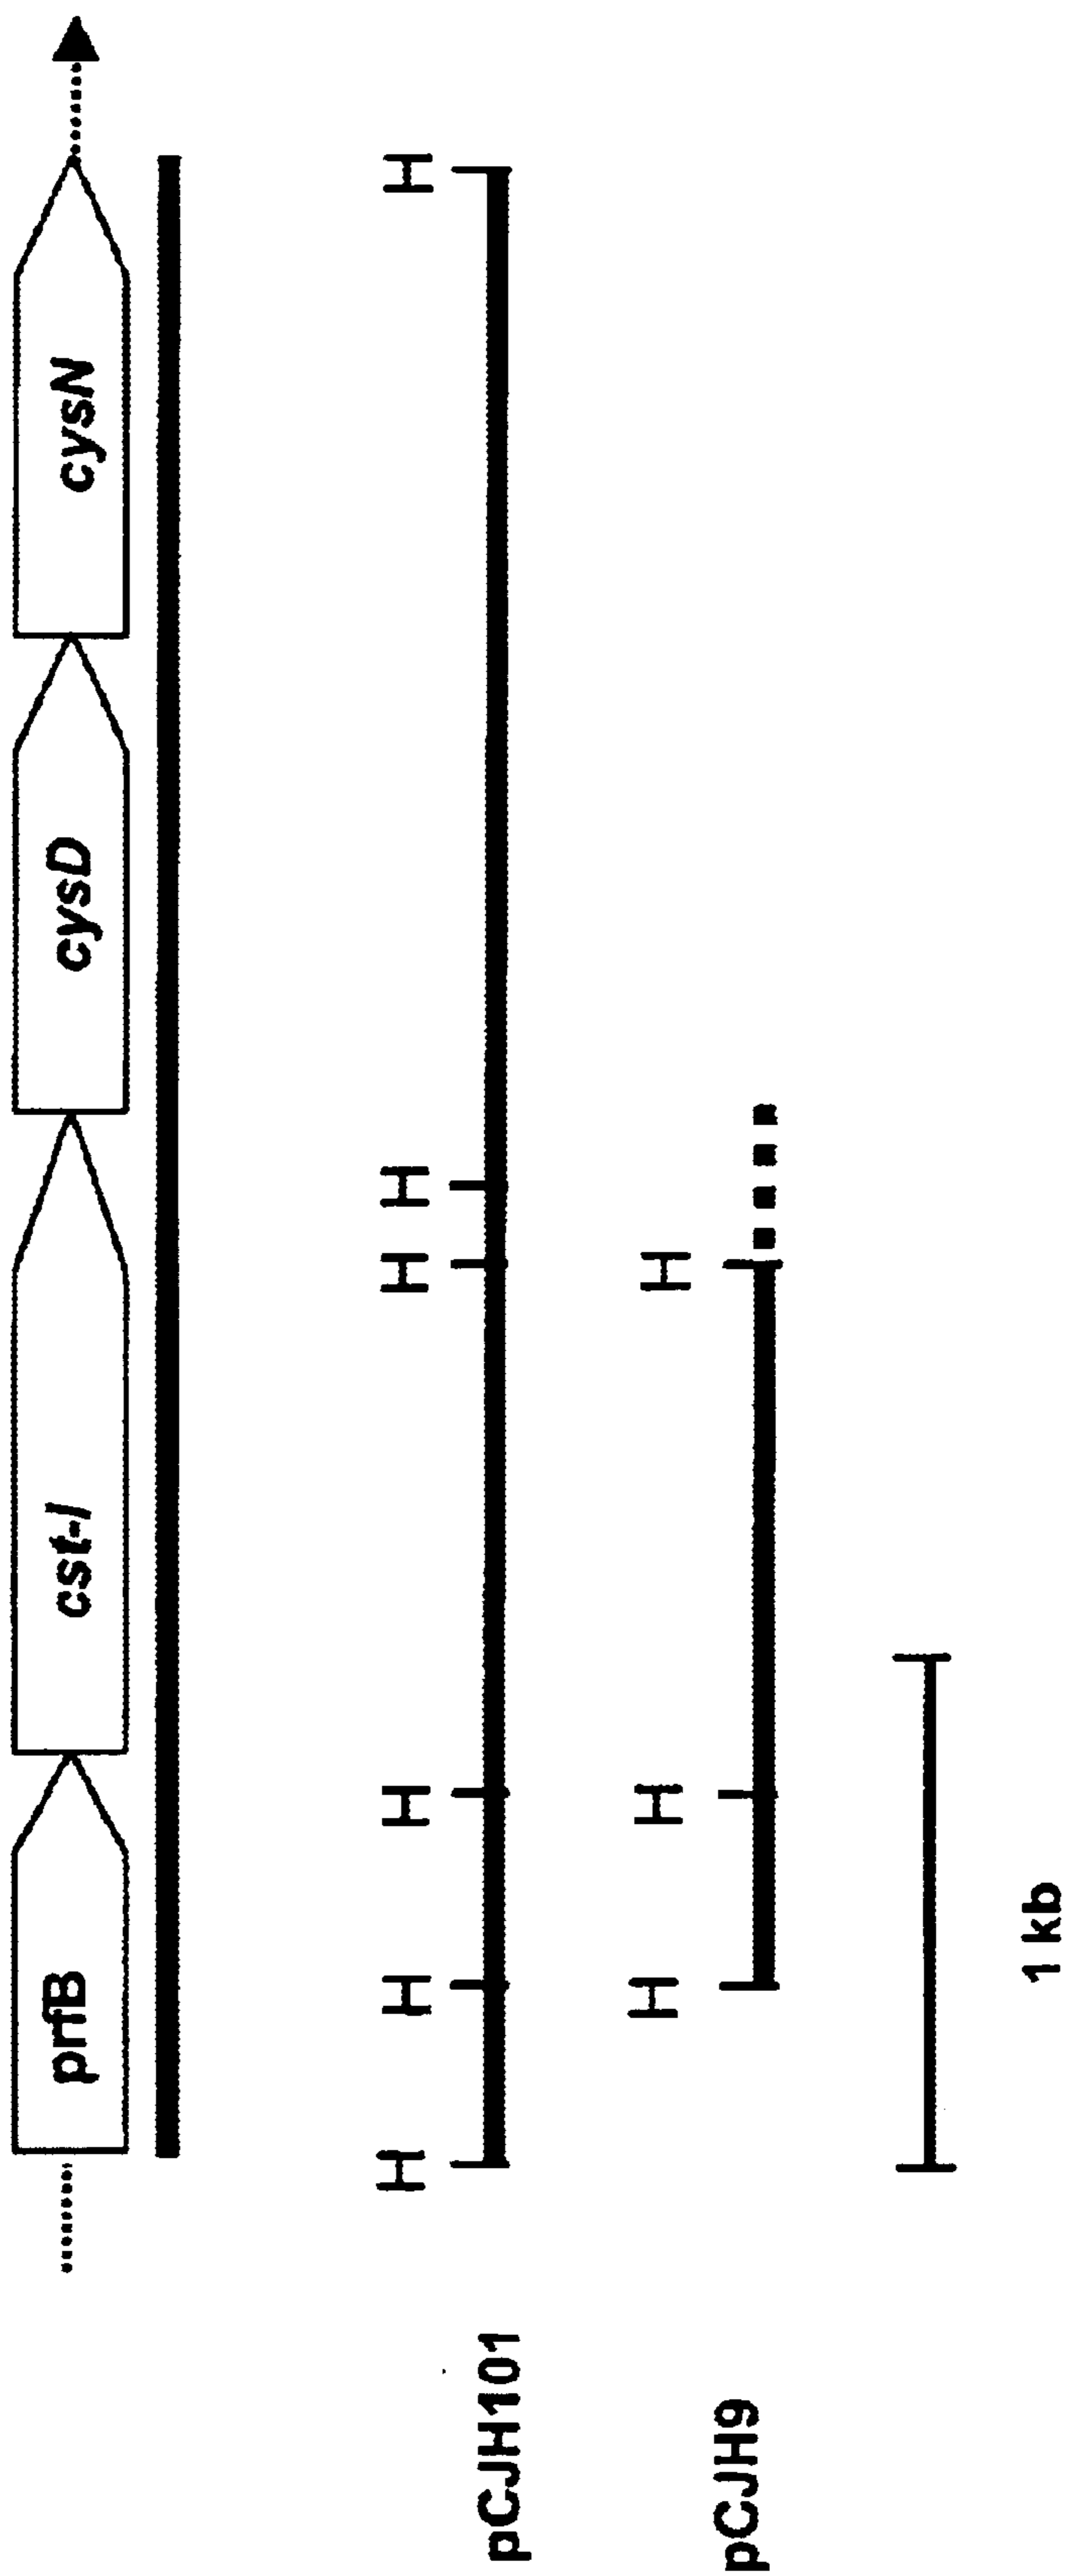 prfB cst-I cysD cysN
H H H H H H
pCJH101
H H H
pCJH9
1 kb